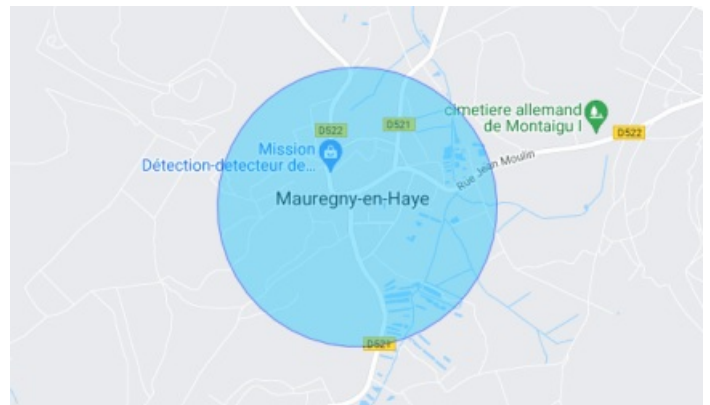 cimetiere allemand
de Montaigu I
D522
D521
D522
Mission
Détection-detecteur de...
Rue Jean Moulin
Mauregny-en-Haye
D521